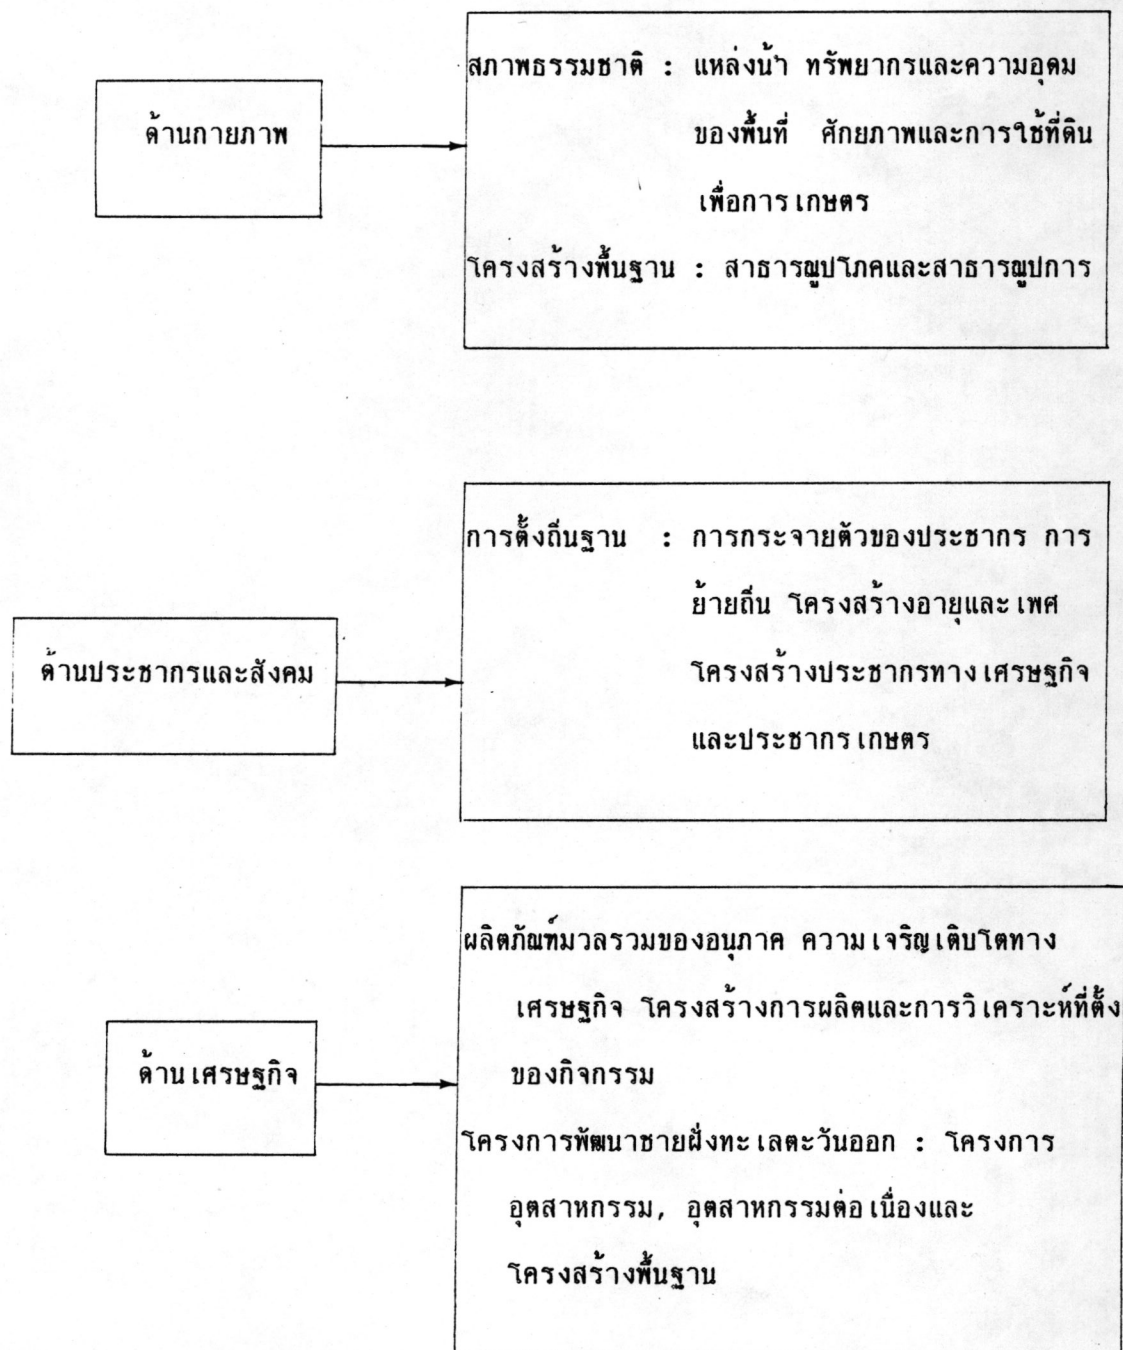 สภาพธรรมชาติ : แหล่งน้ำ ทรัพยากรและความอุดม
ด้านกายภาพ
ของพื้นที่ ศักยภาพและการใช้ที่ดิน
เพื่อการเกษตร
โครงสร้างพื้นฐาน : สาธารณูปโภคและสาธารณูปการ
การตั้งถิ่นฐาน : การกระจายตัวของประชากร การ
ย้ายถิ่น โครงสร้างอายุและเพศ
ด้านประชากรและสังคม
โครงสร้างประชากรทางเศรษฐกิจ
และประชากรเกษตร
ผลิตภัณฑ์มวลรวมของอนุภาค ความเจริญเติบโตทาง
เศรษฐกิจ โครงสร้างการผลิตและการวิเคราะห์ที่ตั้ง
ด้านเศรษฐกิจ
ของกิจกรรม
โครงการพัฒนาชายฝั่งทะเลตะวันออก : โครงการ
อุตสาหกรรม, อุตสาหกรรมต่อเนื่องและ
โครงสร้างพื้นฐาน